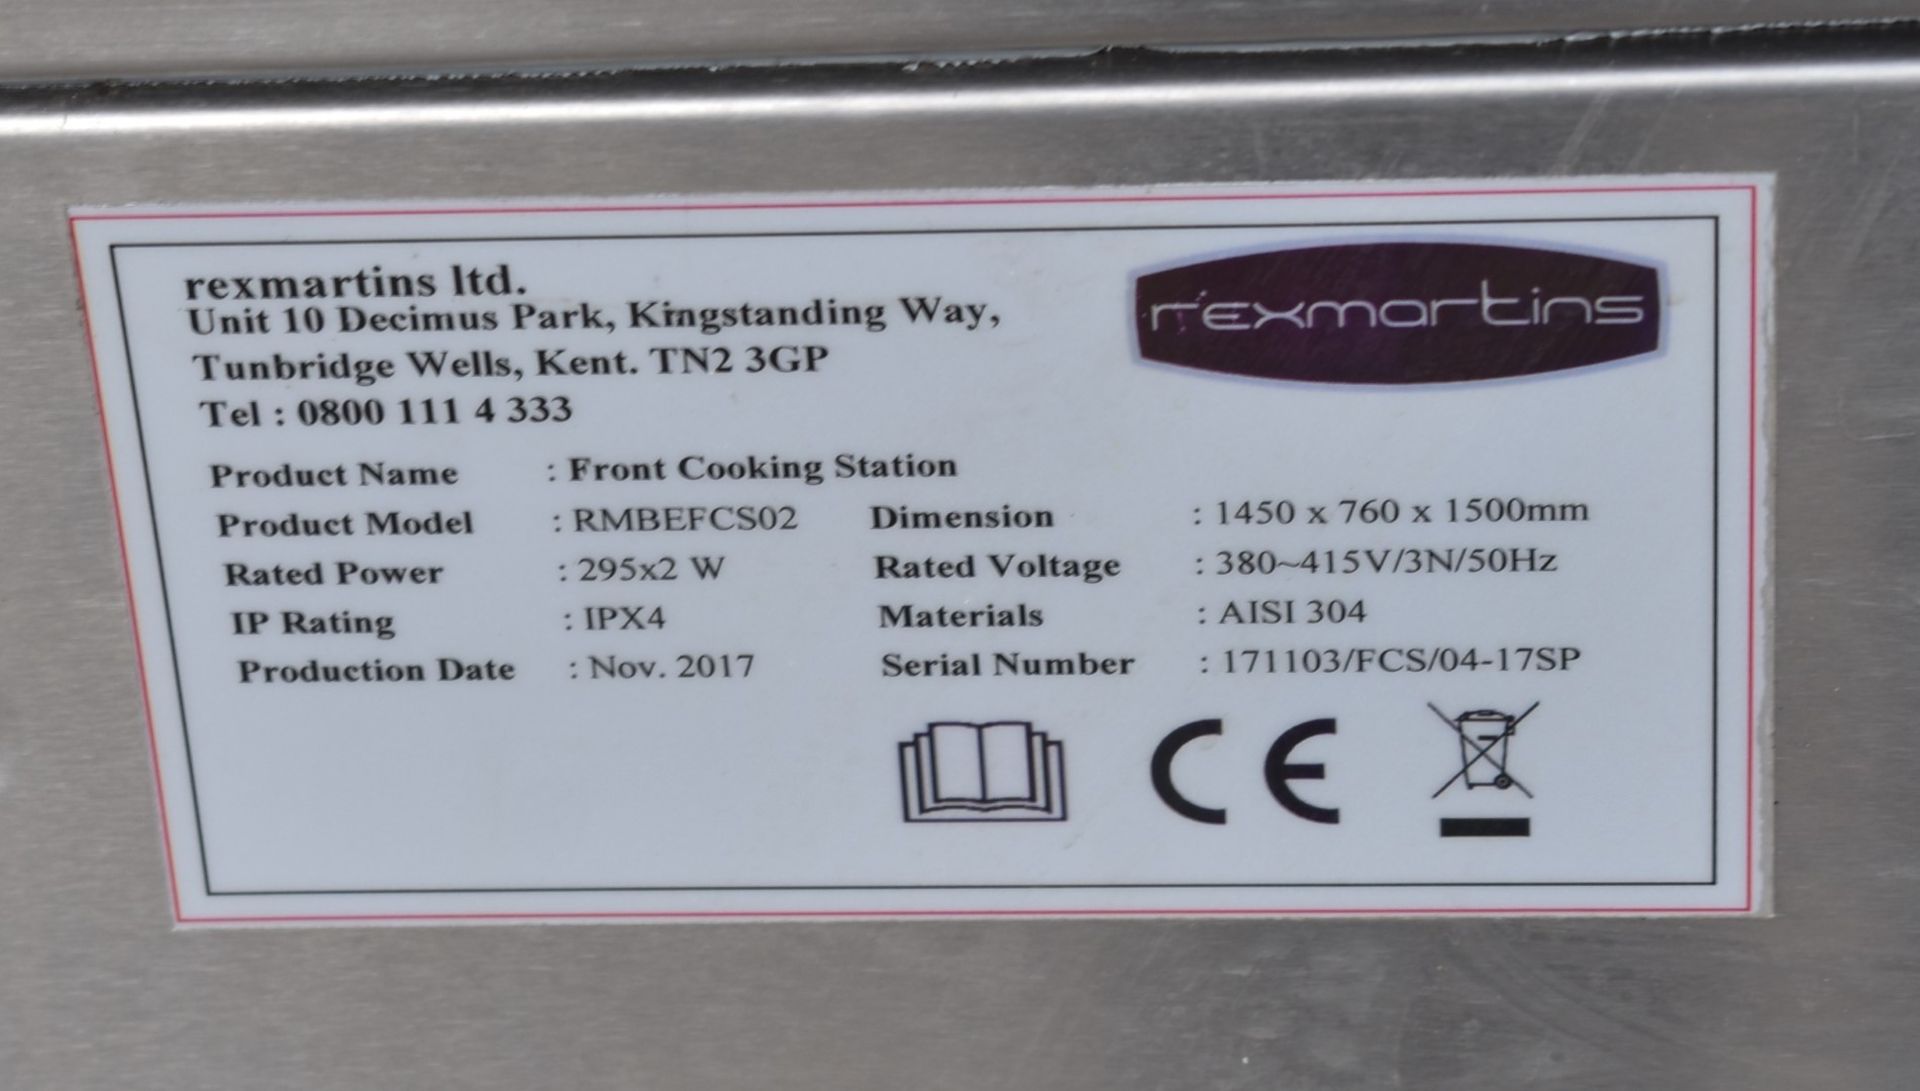 rexmartins ltd.
rexmartins
Unit 10 Decimus Park, Kingstanding Way,
Tunbridge Wells, Kent. TN2 3GP
Tel : 0800 111 4 333
Product Name : Front Cooking Station
Product Model : RMBEFCS02 Dimension : 1450 x 760 x 1500mm
Rated Power : 295x2 W Rated Voltage : 380~415V/3N/50Hz
IP Rating : IPX4 Materials : AISI 304
Production Date : Nov. 2017 Serial Number : 171103/FCS/04-17SP
CE